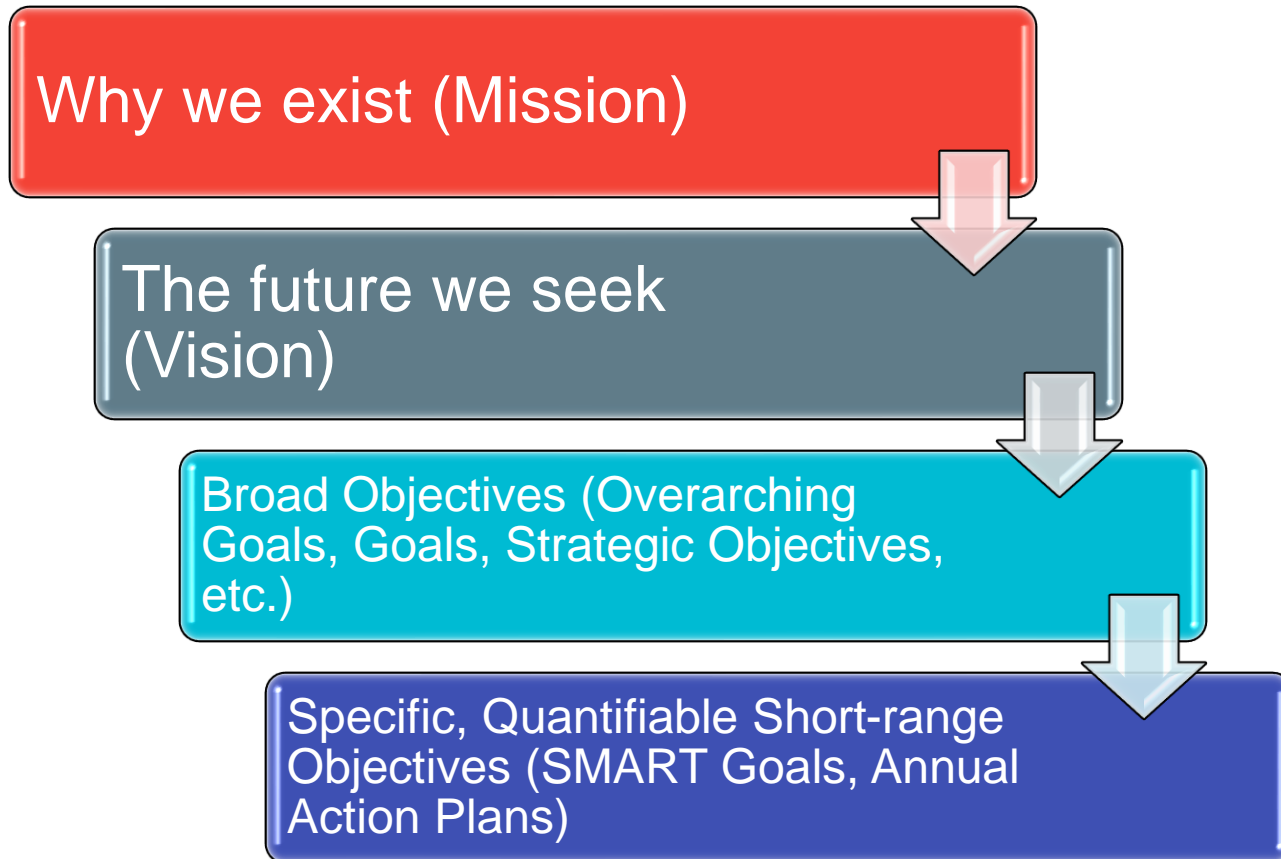 Why we exist (Mission)
The future we seek
(Vision)
Broad Objectives (Overarching
Goals, Goals, Strategic Objectives,
etc.)
Specific, Quantifiable Short-range
Objectives (SMART Goals, Annual
Action Plans)